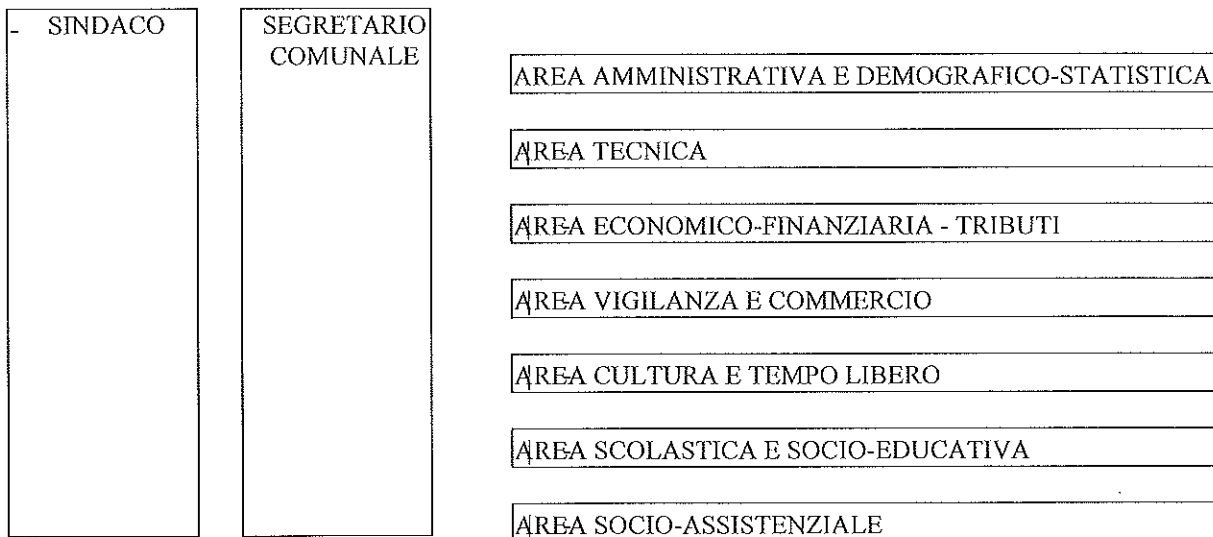 - SINDACO
SEGRETARIO
COMUNALE
AREA AMMINISTRATIVA E DEMOGRAFICO-STATISTICA
AREA TECNICA
AREA ECONOMICO-FINANZIARIA - TRIBUTI
AREA VIGILANZA E COMMERCIO
AREA CULTURA E TEMPO LIBERO
AREA SCOLASTICA E SOCIO-EDUCATIVA
AREA SOCIO-ASSISTENZIALE